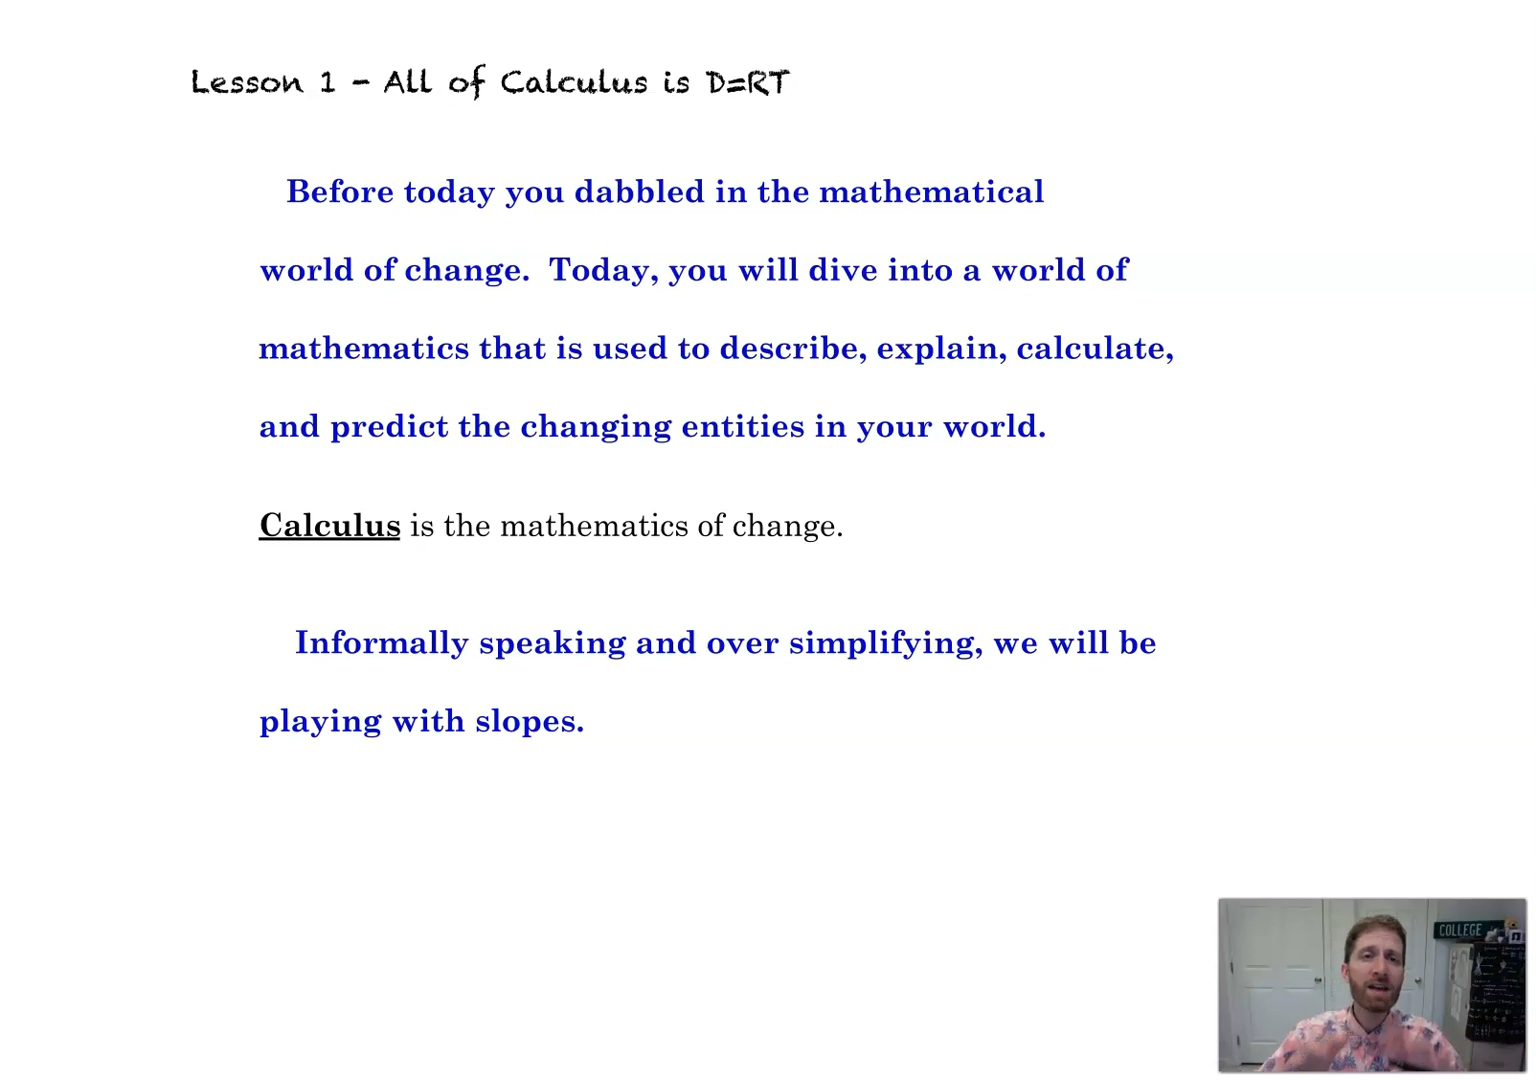 Lesson 1 - All of Calculus is D=RT
Before today you dabbled in the mathematical
world of change.  Today, you will dive into a world of
mathematics that is used to describe, explain, calculate,
and predict the changing entities in your world.
Calculus is the mathematics of change.
Informally speaking and over simplifying, we will be
playing with slopes.
COLLEGE